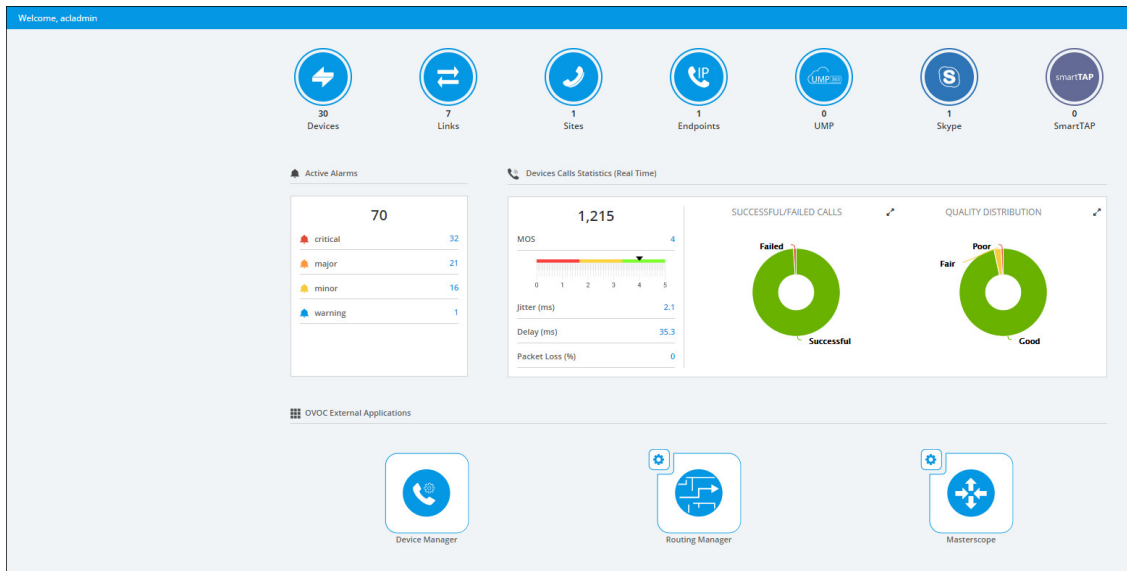 Welcome, acladmin
IP
UMP 365
S
smartTAP
30
7
1
1
0
1
0
Devices
Links
Sites
Endpoints
UMP
Skype
SmartTAP
Active Alarms
Devices Calls Statistics (Real Time)
70
critical 32
major 21
minor 16
warning 1
1,215
MOS 4
0 1 2 3 4 5
Jitter (ms) 2.1
Delay (ms) 35.3
Packet Loss (%) 0
SUCCESSFUL/FAILED CALLS
Failed
Successful
QUALITY DISTRIBUTION
Poor
Fair
Good
OVOC External Applications
Device Manager
Routing Manager
Masterscope